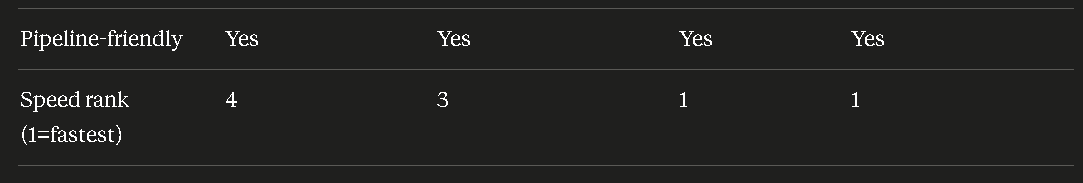 Pipeline-friendly Yes Yes Yes Yes
Speed rank 4 3 1 1
(1=fastest)